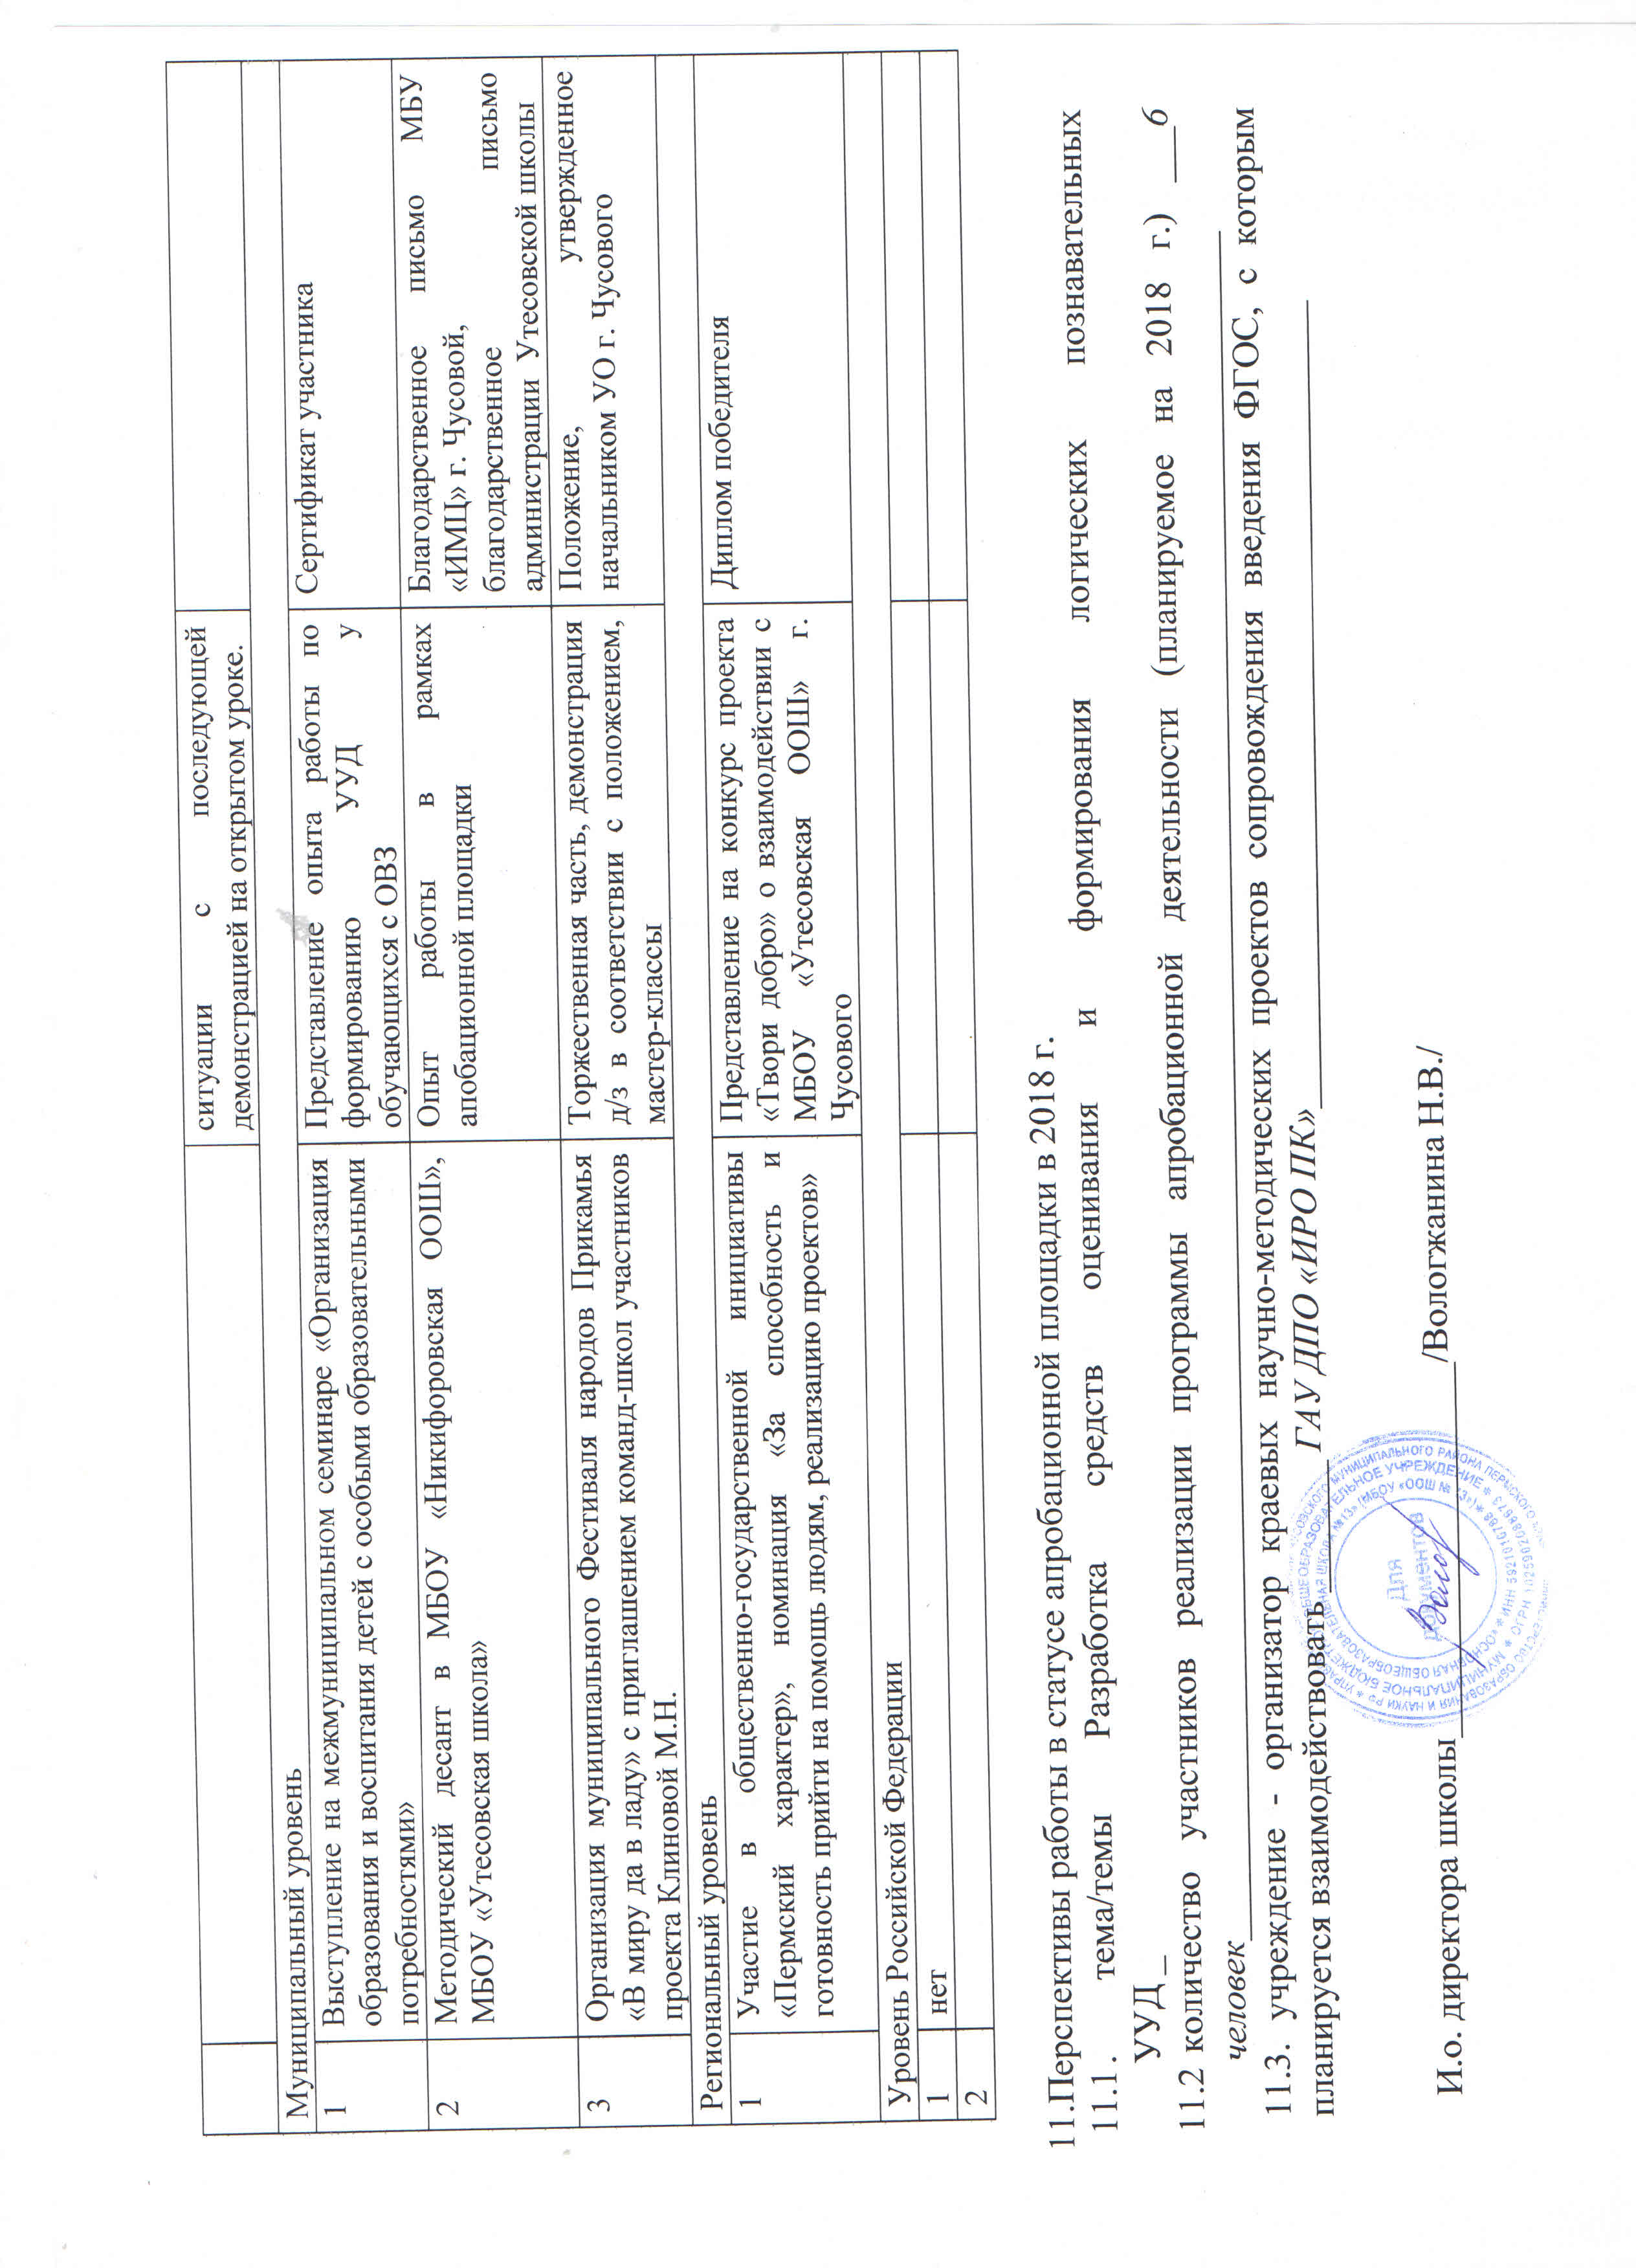 ситуации с последующей
демонстрацией на открытом уроке.
Муниципальный уровень
1
Выступление на межмуниципальном семинаре «Организация
образования и воспитания детей с особыми образовательными
потребностями»
Представление опыта работы по
формированию УУД у
обучающихся с ОВЗ
Сертификат участника
2
Методический десант в МБОУ «Никифоровская ООШ»,
МБОУ «Утесовская школа»
Опыт работы в рамках
апобационной площадки
Благодарственное письмо МБУ
«ИМЦ» г. Чусовой,
благодарственное письмо
администрации Утесовской школы
3
Организация муниципального Фестиваля народов Прикамья
«В миру да в ладу» с приглашением команд-школ участников
проекта Клиновой М.Н.
Торжественная часть, демонстрация
д/з в соответствии с положением,
мастер-классы
Положение, утвержденное
начальником УО г. Чусового
Региональный уровень
1
Участие в общественно-государственной инициативы
«Пермский характер», номинация «За способность и
готовность прийти на помощь людям, реализацию проектов»
Представление на конкурс проекта
«Твори добро» о взаимодействии с
МБОУ «Утесовская ООШ» г.
Чусового
Диплом победителя
Уровень Российской Федерации
1
нет
2
11.Перспективы работы в статусе апробационной площадки в 2018 г.
11.1. тема/темы Разработка средств оценивания и формирования логических познавательных
УУД_
11.2 количество участников реализации программы апробационной деятельности (планируемое на 2018 г.) __6
человек
11.3. учреждение - организатор краевых научно-методических проектов сопровождения введения ФГОС, с которым
планируется взаимодействовать ГАУ ДПО «ИРО ПК»
И.о. директора школы /Вологжанина Н.В./
Для
документов